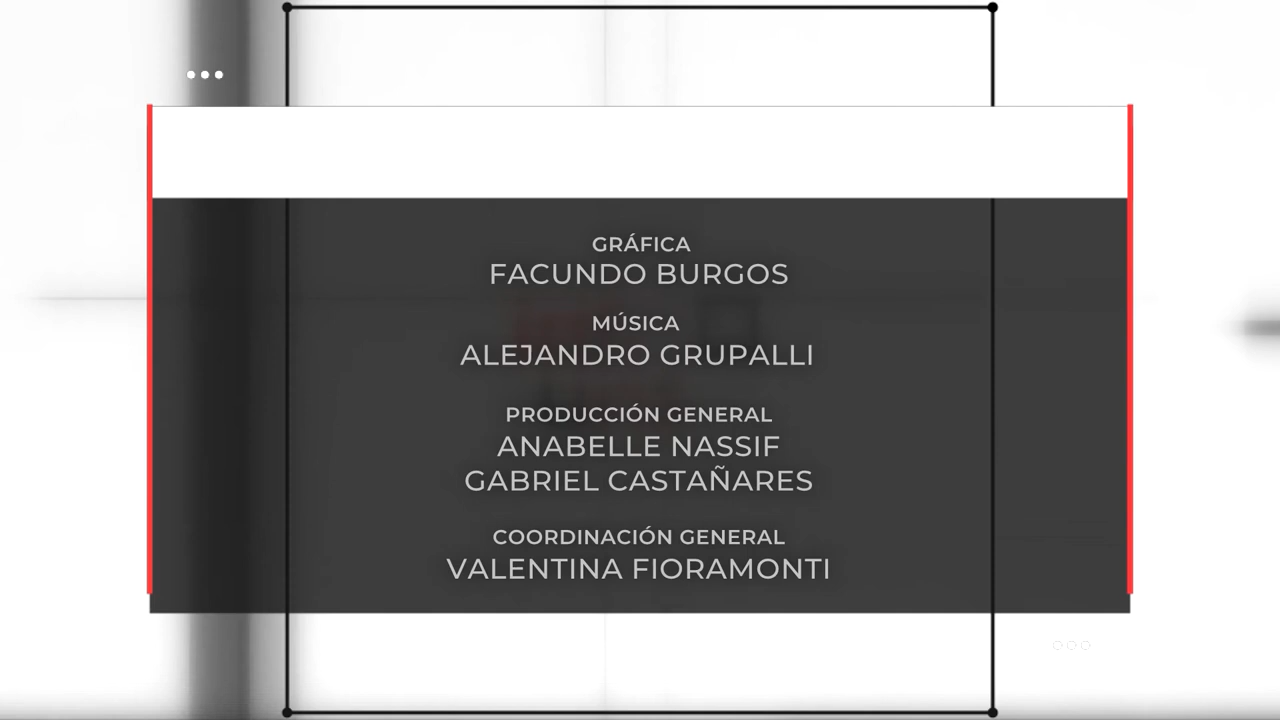 GRÁFICA
FACUNDO BURGOS
MÚSICA
ALEJANDRO GRUPALLI
PRODUCCIÓN GENERAL
ANABELLE NASSIF
GABRIEL CASTAÑARES
COORDINACIÓN GENERAL
VALENTINA FIORAMONTI